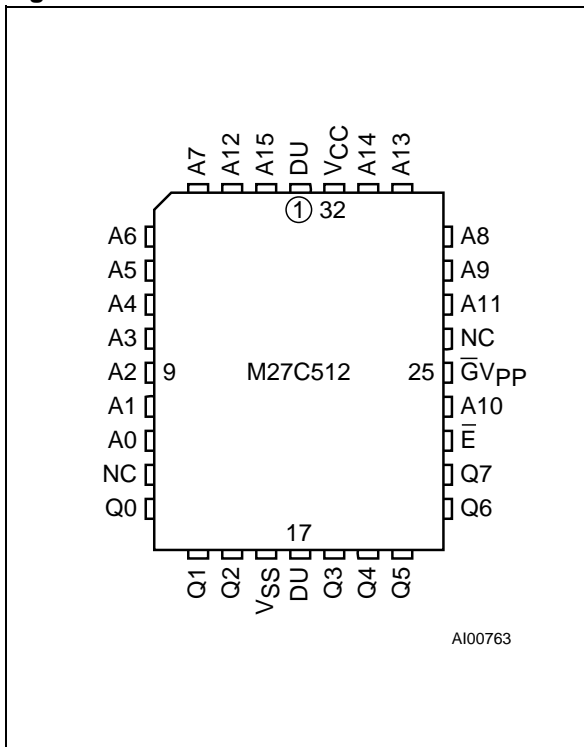 A7 A12 A15 DU VCC A14 A13
① 32
A6 A8
A5 A9
A4 A11
A3 NC
A2 9 M27C512 25 G̅VPP
A1 A10
A0 E̅
NC Q7
Q0 Q6
17
Q1 Q2 VSS DU Q3 Q4 Q5
AI00763